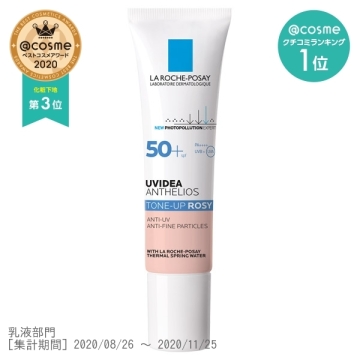 @cosme
ベストコスメアワード
2020
化粧下地
第3位
@cosme
クチコミランキング
1位
LA ROCHE-POSAY
LABORATOIRE DERMATOLOGIQUE
NEW PHOTOPOLLUTION EXPERT
50+
PA++++
UVIDEA
ANTHELIOS
TONE-UP ROSY
ANTI-UV
ANTI-FINE PARTICLES
WITH LA ROCHE-POSAY
THERMAL SPRING WATER
乳液部門
[集計期間] 2020/08/26 ～ 2020/11/25